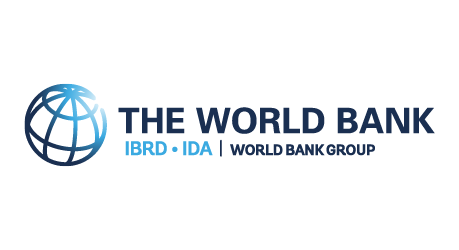 THE WORLD BANK
IBRD • IDA | WORLD BANK GROUP